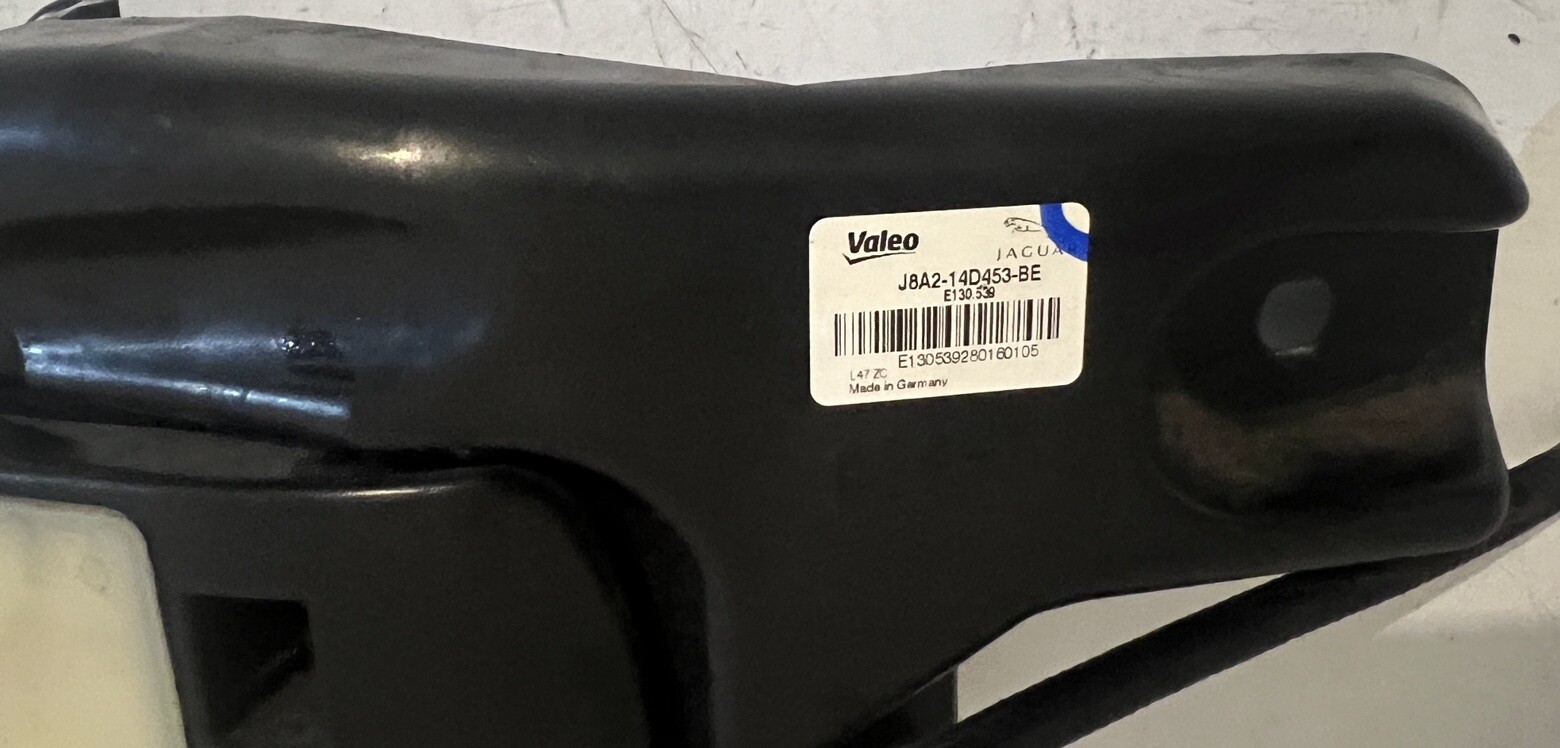 Valeo
JAGUAR
J8A2-14D453-BE
E130.539
E130539280160105
L47 ZC
Made in Germany